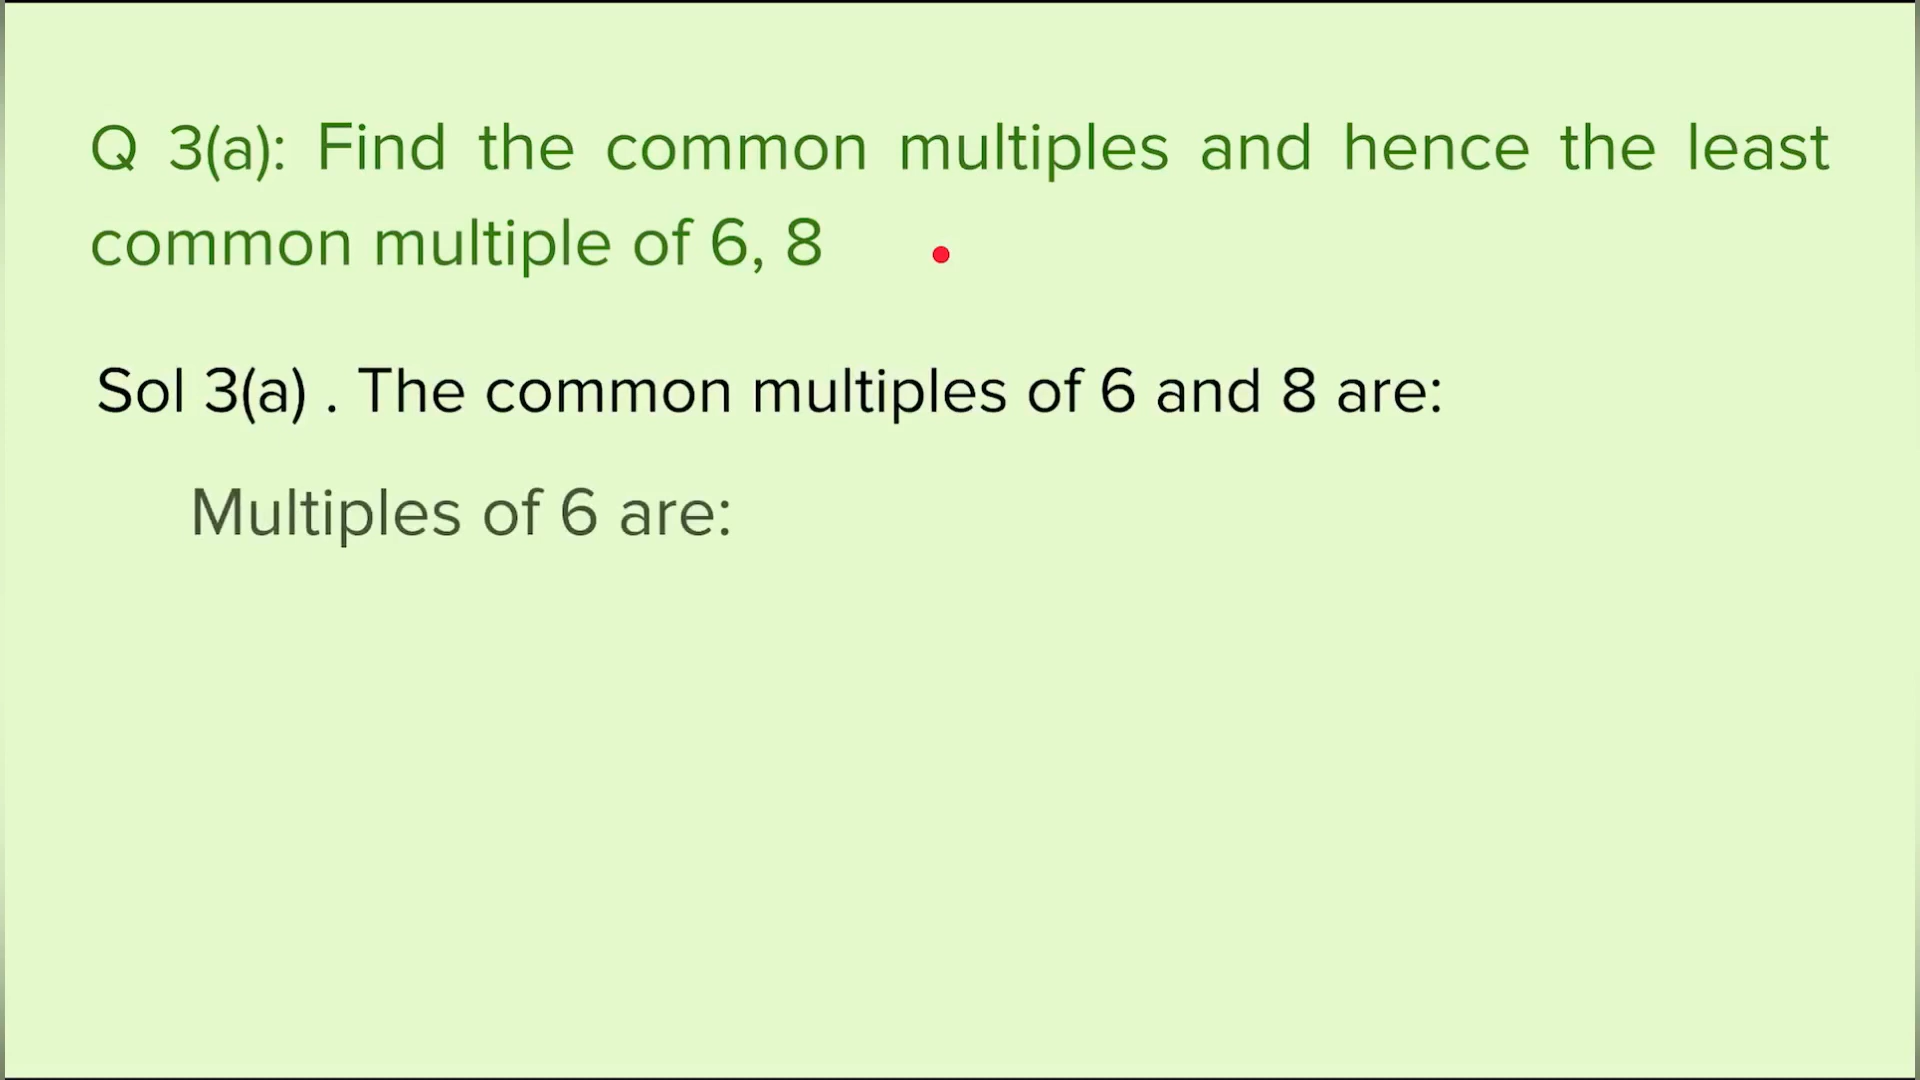 Q 3(a): Find the common multiples and hence the least
common multiple of 6, 8
Sol 3(a) . The common multiples of 6 and 8 are:
Multiples of 6 are: